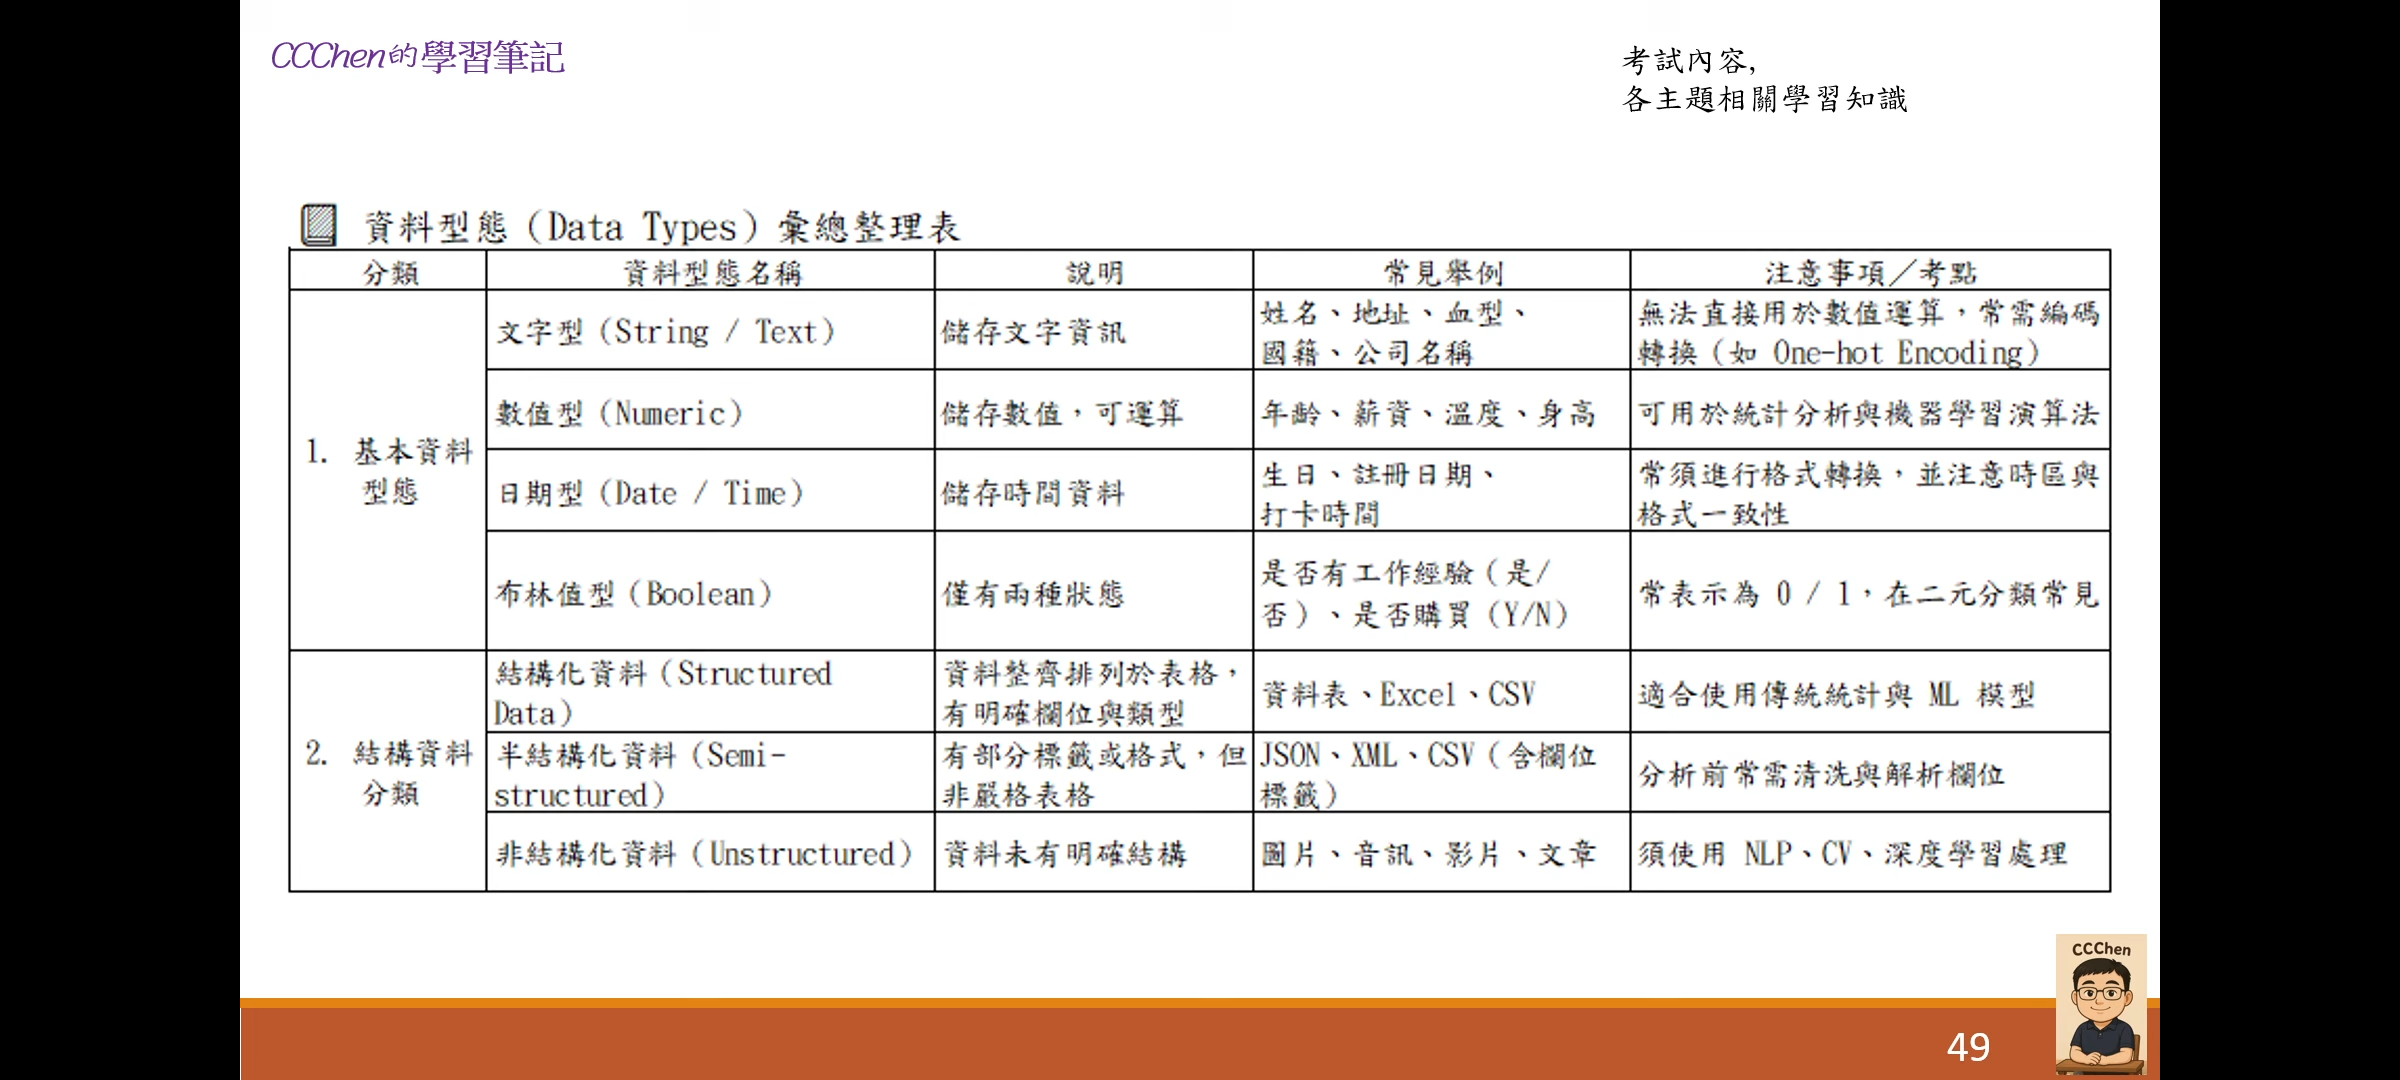 CCChen的學習筆記
考試內容,
各主題相關學習知識
資料型態（Data Types）彙總整理表
分類
資料型態名稱
說明
常見舉例
注意事項／考點
1. 基本資料
型態
文字型（String / Text）
儲存文字資訊
姓名、地址、血型、
國籍、公司名稱
無法直接用於數值運算，常需編碼
轉換（如 One-hot Encoding）
數值型（Numeric）
儲存數值，可運算
年齡、薪資、溫度、身高
可用於統計分析與機器學習演算法
日期型（Date / Time）
儲存時間資料
生日、註冊日期、
打卡時間
常須進行格式轉換，並注意時區與
格式一致性
布林值型（Boolean）
僅有兩種狀態
是否有工作經驗（是/
否）、是否購買（Y/N）
常表示為 0 / 1，在二元分類常見
2. 結構資料
分類
結構化資料（Structured
Data）
資料整齊排列於表格，
有明確欄位與類型
資料表、Excel、CSV
適合使用傳統統計與 ML 模型
半結構化資料（Semi-
structured）
有部分標籤或格式，但
非嚴格表格
JSON、XML、CSV（含欄位
標籤）
分析前常需清洗與解析欄位
非結構化資料（Unstructured）
資料未有明確結構
圖片、音訊、影片、文章
須使用 NLP、CV、深度學習處理
CCChen
49